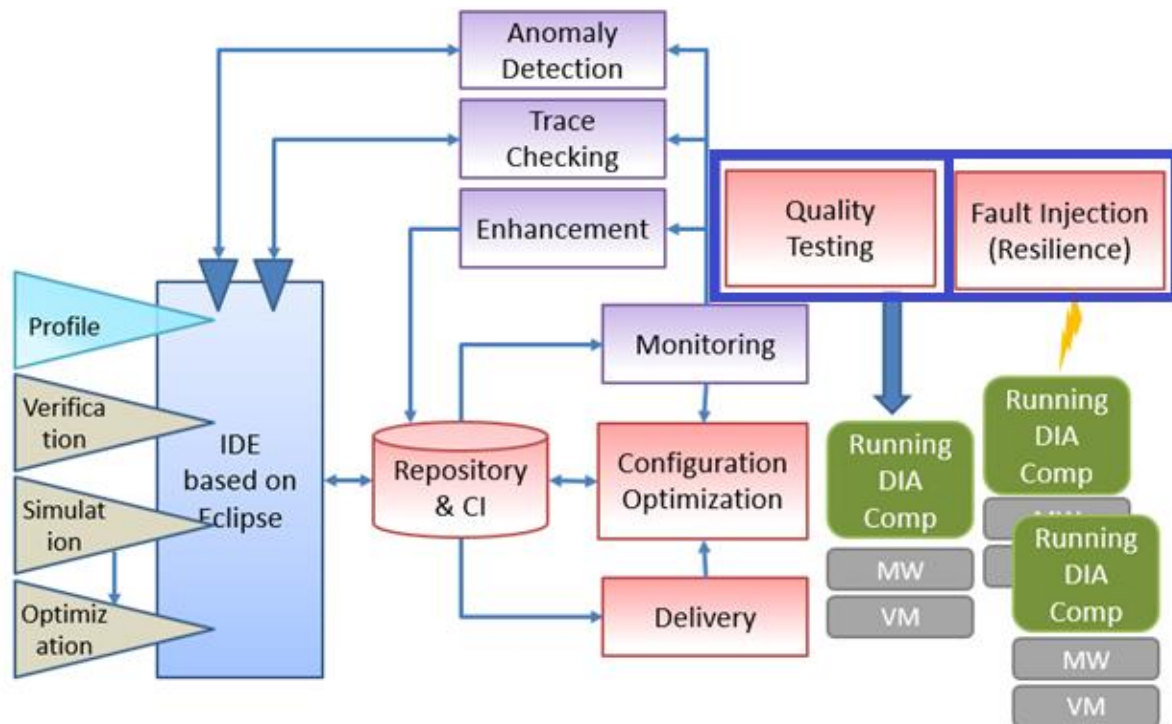 Anomaly
Detection
Trace
Checking
Enhancement
Quality
Testing
Fault Injection
(Resilience)
Profile
Monitoring
Verifica
tion
IDE
based on
Eclipse
Repository
& CI
Configuration
Optimization
Running
DIA
Comp
Running
DIA
Comp
Simulat
ion
MW
VM
Running
DIA
Comp
Optimiz
ation
Delivery
MW
VM